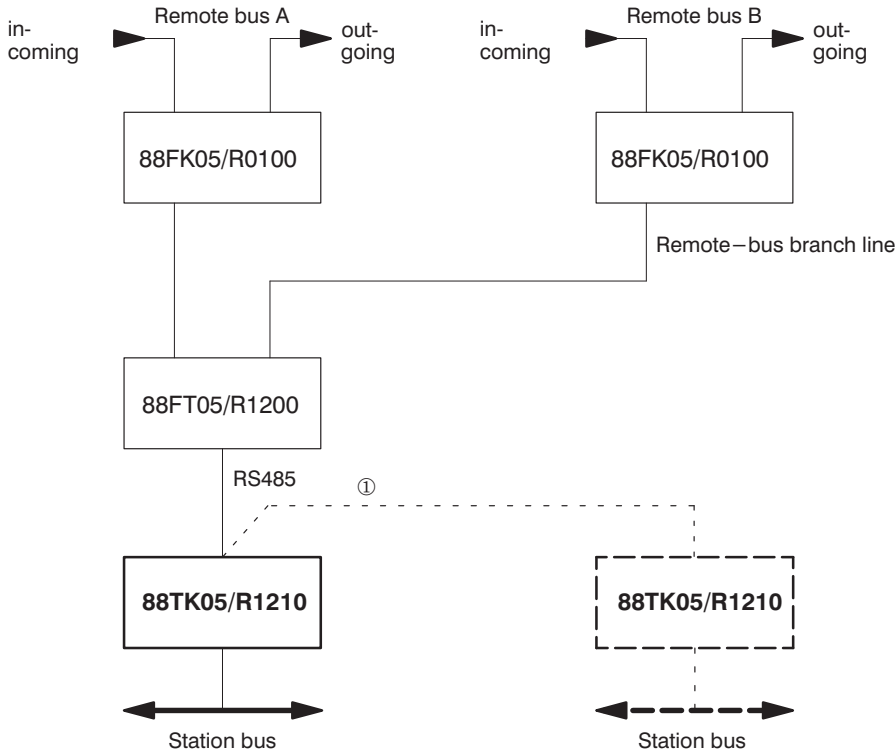 Remote bus A
in-
coming
out-
going
Remote bus B
in-
coming
out-
going
88FK05/R0100
88FK05/R0100
Remote–bus branch line
88FT05/R1200
RS485
①
88TK05/R1210
88TK05/R1210
Station bus
Station bus